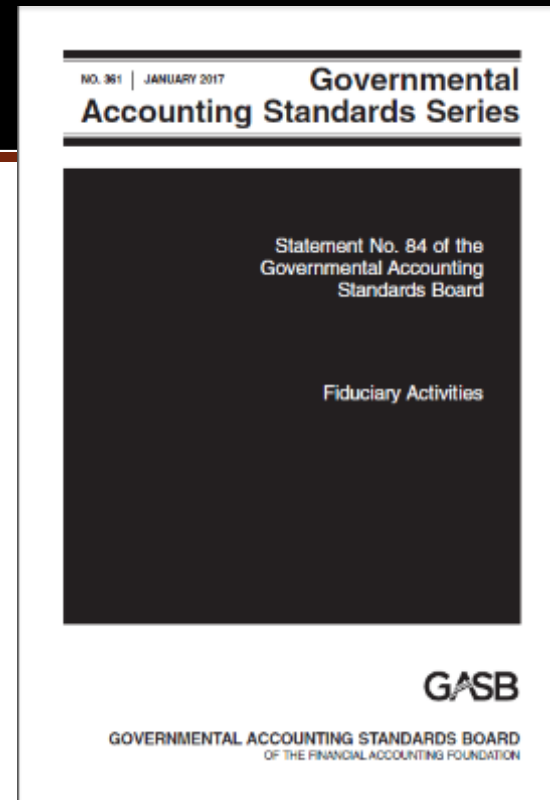 NO. 361 | JANUARY 2017 Governmental
Accounting Standards Series
Statement No. 84 of the
Governmental Accounting
Standards Board
Fiduciary Activities
GASB
GOVERNMENTAL ACCOUNTING STANDARDS BOARD
OF THE FINANCIAL ACCOUNTING FOUNDATION